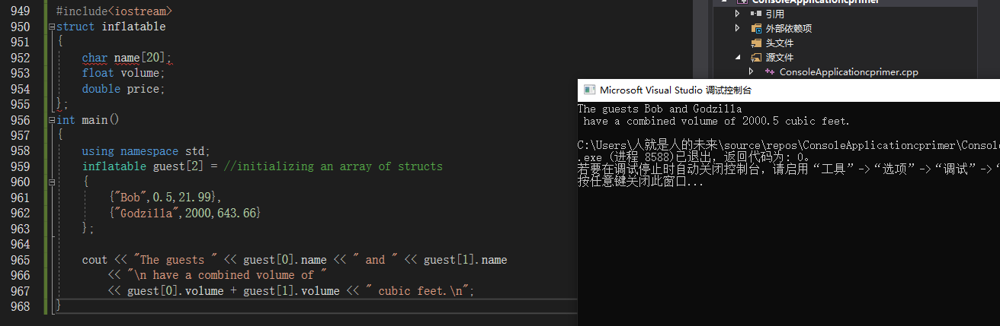 949 #include<iostream>
950 struct inflatable
951 {
952 char name[20];
953 float volume;
954 double price;
955 };
956 int main()
957 {
958 using namespace std;
959 inflatable guest[2] = //initializing an array of structs
960 {
961 {"Bob",0.5,21.99},
962 {"Godzilla",2000,643.66}
963 };
964
965 cout << "The guests " << guest[0].name << " and " << guest[1].name
966 << "\n have a combined volume of "
967 << guest[0].volume + guest[1].volume << " cubic feet.\n";
968 }
ConsoleApplicationcprimer
引用
外部依赖项
头文件
源文件
ConsoleApplicationcprimer.cpp
Microsoft Visual Studio 调试控制台
The guests Bob and Godzilla
have a combined volume of 2000.5 cubic feet.
C:\Users\人就是人的未来\source\repos\ConsoleApplicationcprimer\Consol
.exe (进程 8588)已退出，返回代码为: 0。
若要在调试停止时自动关闭控制台，请启用“工具”->“选项”->“调试”->“
按任意键关闭此窗口...